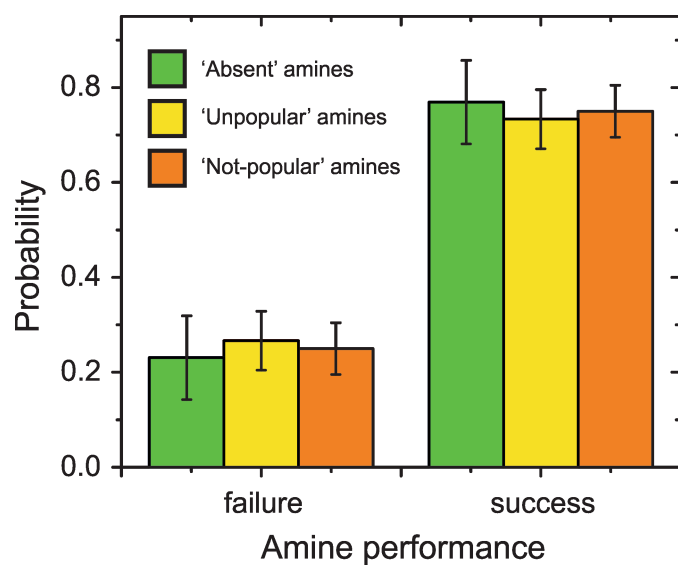 ‘Absent’ amines
‘Unpopular’ amines
‘Not-popular’ amines
Probability
0.8
0.6
0.4
0.2
0.0
failure
success
Amine performance